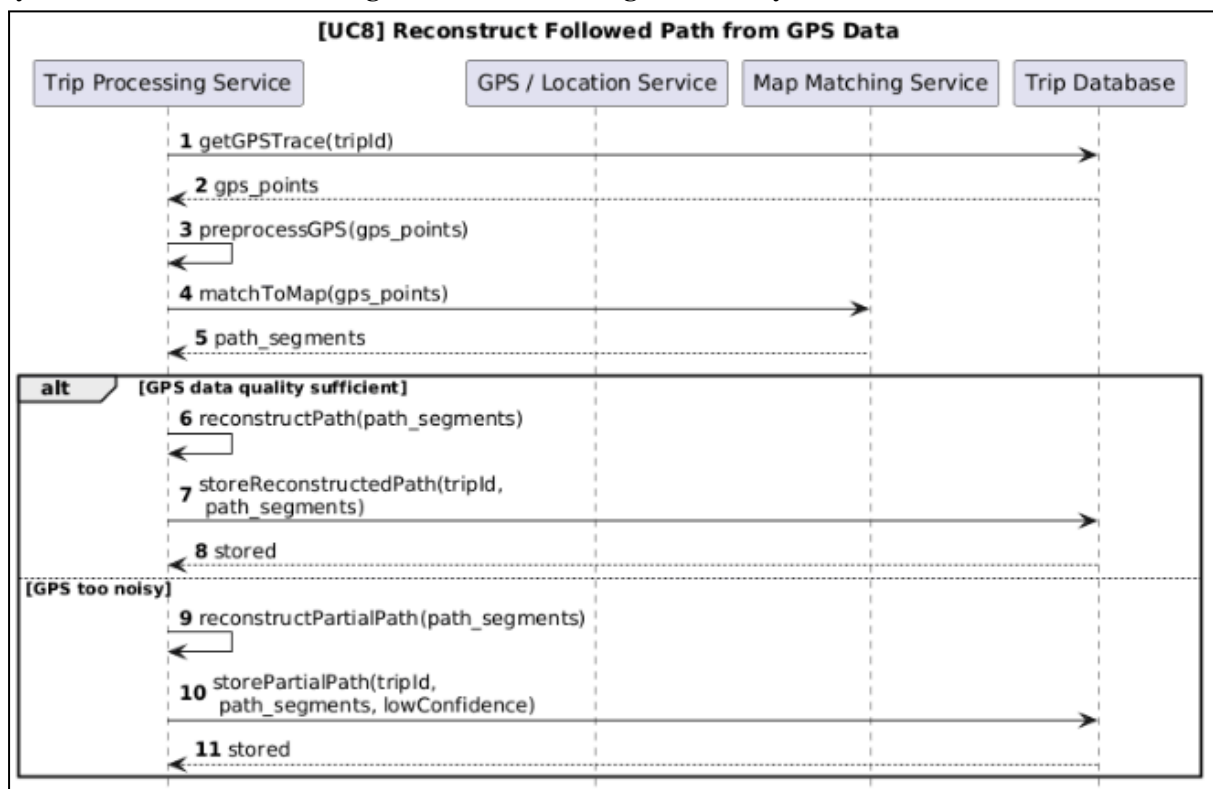 [UC8] Reconstruct Followed Path from GPS Data
Trip Processing Service
GPS / Location Service
Map Matching Service
Trip Database
1 getGPSTrace(tripId)
2 gps_points
3 preprocessGPS(gps_points)
4 matchToMap(gps_points)
5 path_segments
alt [GPS data quality sufficient]
6 reconstructPath(path_segments)
7 storeReconstructedPath(tripId,
path_segments)
8 stored
[GPS too noisy]
9 reconstructPartialPath(path_segments)
10 storePartialPath(tripId,
path_segments, lowConfidence)
11 stored